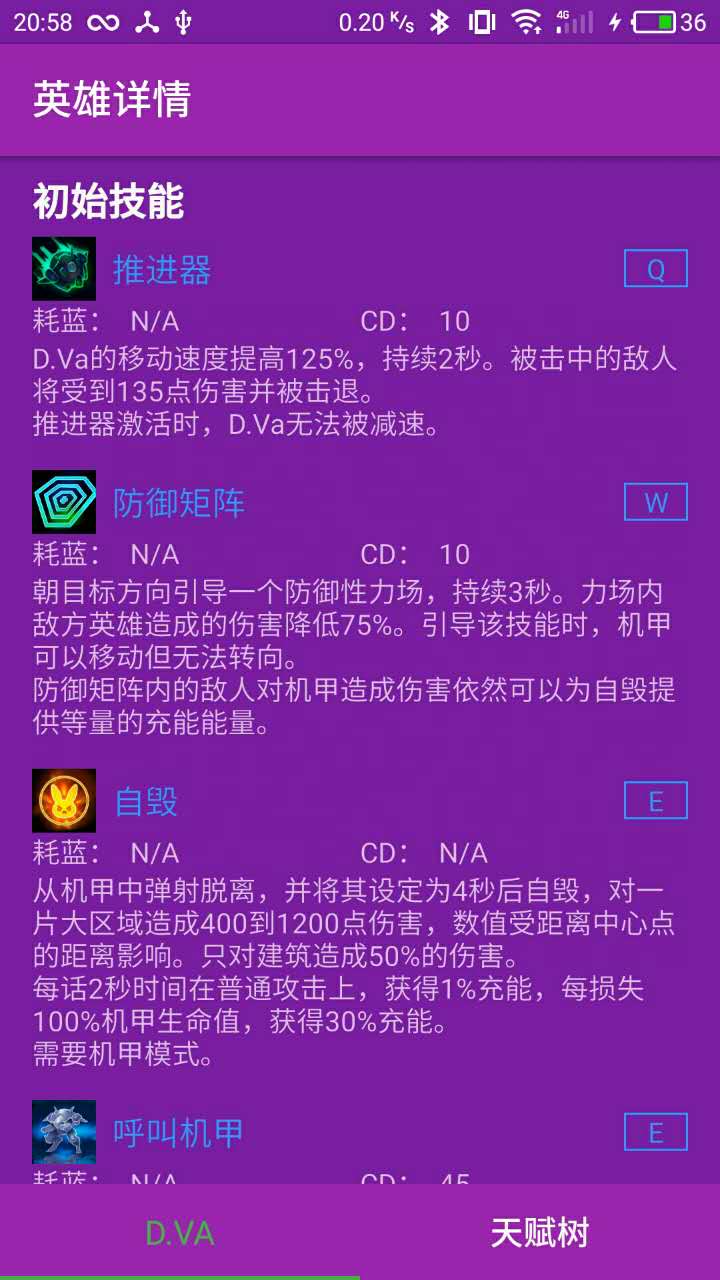 20:58 0.20 K/s 4G 36
英雄详情
初始技能
推进器 Q
耗蓝： N/A CD： 10
D.Va的移动速度提高125%，持续2秒。被击中的敌人
将受到135点伤害并被击退。
推进器激活时，D.Va无法被减速。
防御矩阵 W
耗蓝： N/A CD： 10
朝目标方向引导一个防御性力场，持续3秒。力场内
敌方英雄造成的伤害降低75%。引导该技能时，机甲
可以移动但无法转向。
防御矩阵内的敌人对机甲造成伤害依然可以为自毁提
供等量的充能能量。
自毁 E
耗蓝： N/A CD： N/A
从机甲中弹射脱离，并将其设定为4秒后自毁，对一
片大区域造成400到1200点伤害，数值受距离中心点
的距离影响。只对建筑造成50%的伤害。
每话2秒时间在普通攻击上，获得1%充能，每损失
100%机甲生命值，获得30%充能。
需要机甲模式。
呼叫机甲 E
耗蓝： N/A CD： 45
D.VA 天赋树